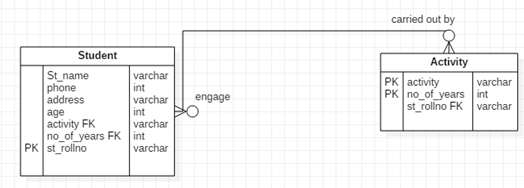 carried out by
Student
St_name varchar
phone int
address varchar
age int
activity FK varchar
no_of_years FK int
PK st_rollno varchar
engage
Activity
PK activity varchar
PK no_of_years int
st_rollno FK varchar